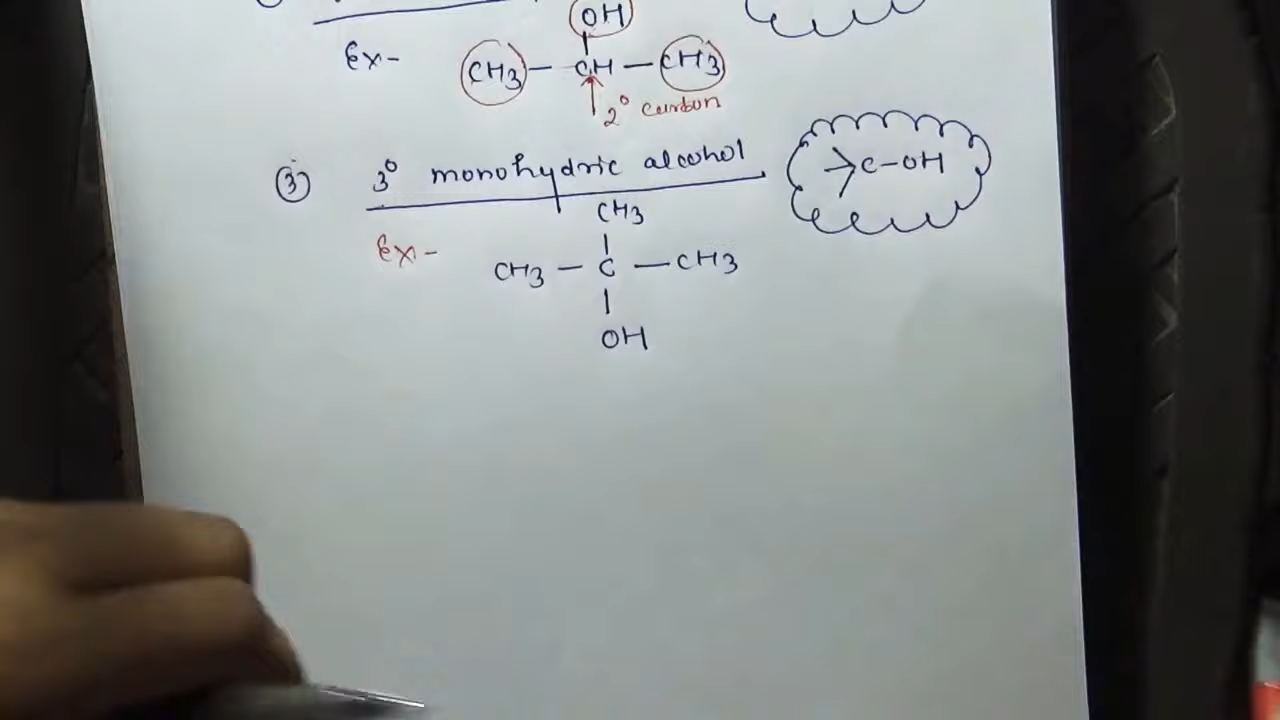 OH
|
Ex- CH3 – CH – CH3
2° carbon
③ 3° monohydric alcohol
>C-OH
CH3
|
Ex- CH3 – C – CH3
|
OH